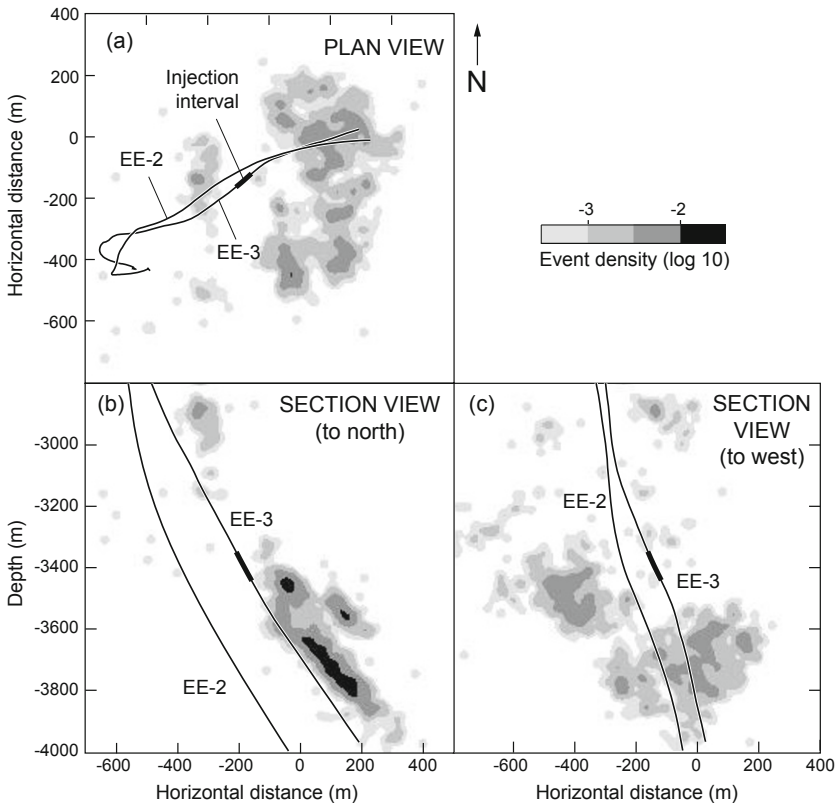 (a)
PLAN VIEW
Injection
interval
EE-2
EE-3
400
200
0
-200
-400
-600
Horizontal distance (m)
N
-3
-2
Event density (log 10)
(b)
SECTION VIEW
(to north)
EE-3
EE-2
-3000
-3200
-3400
-3600
-3800
-4000
Depth (m)
-600
-400
-200
0
200
Horizontal distance (m)
(c)
SECTION
VIEW
(to west)
EE-2
EE-3
-600
-400
-200
0
200
400
Horizontal distance (m)